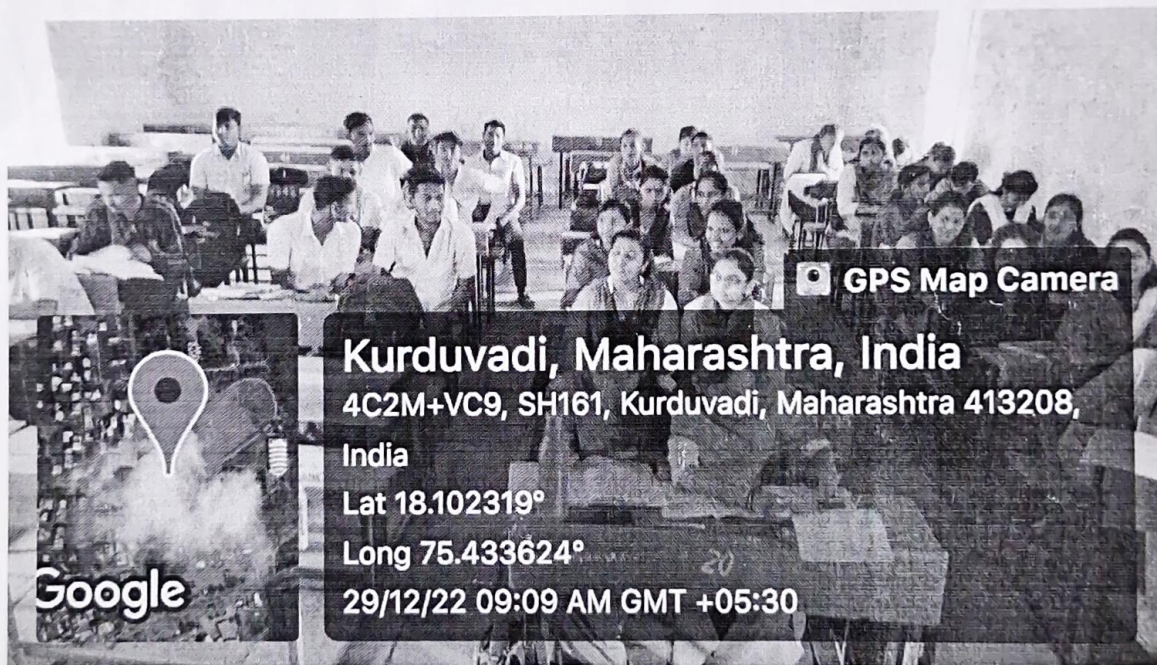 GPS Map Camera
Kurduvadi, Maharashtra, India
4C2M+VC9, SH161, Kurduvadi, Maharashtra 413208,
India
Lat 18.102319°
Long 75.433624°
29/12/22 09:09 AM GMT +05:30
Google
20